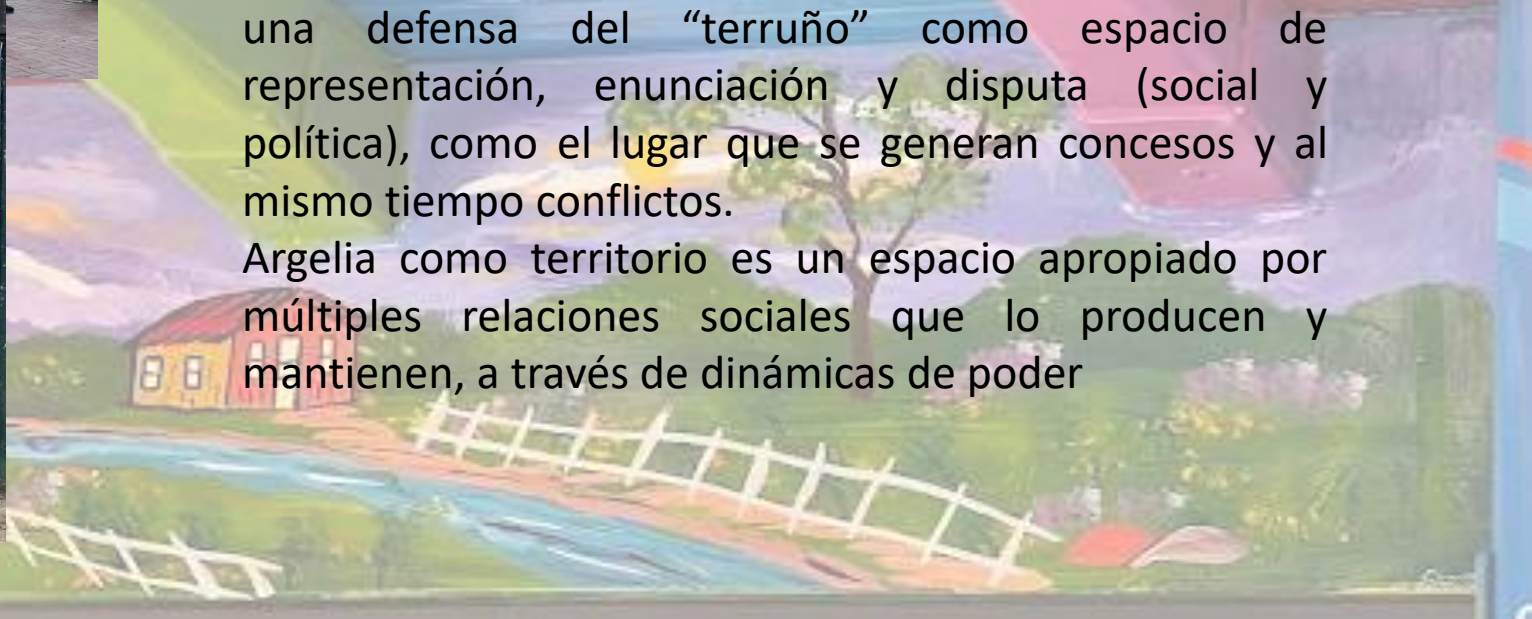 una defensa del “terruño” como espacio de
representación, enunciación y disputa (social y
política), como el lugar que se generan concesos y al
mismo tiempo conflictos.
Argelia como territorio es un espacio apropiado por
múltiples relaciones sociales que lo producen y
mantienen, a través de dinámicas de poder